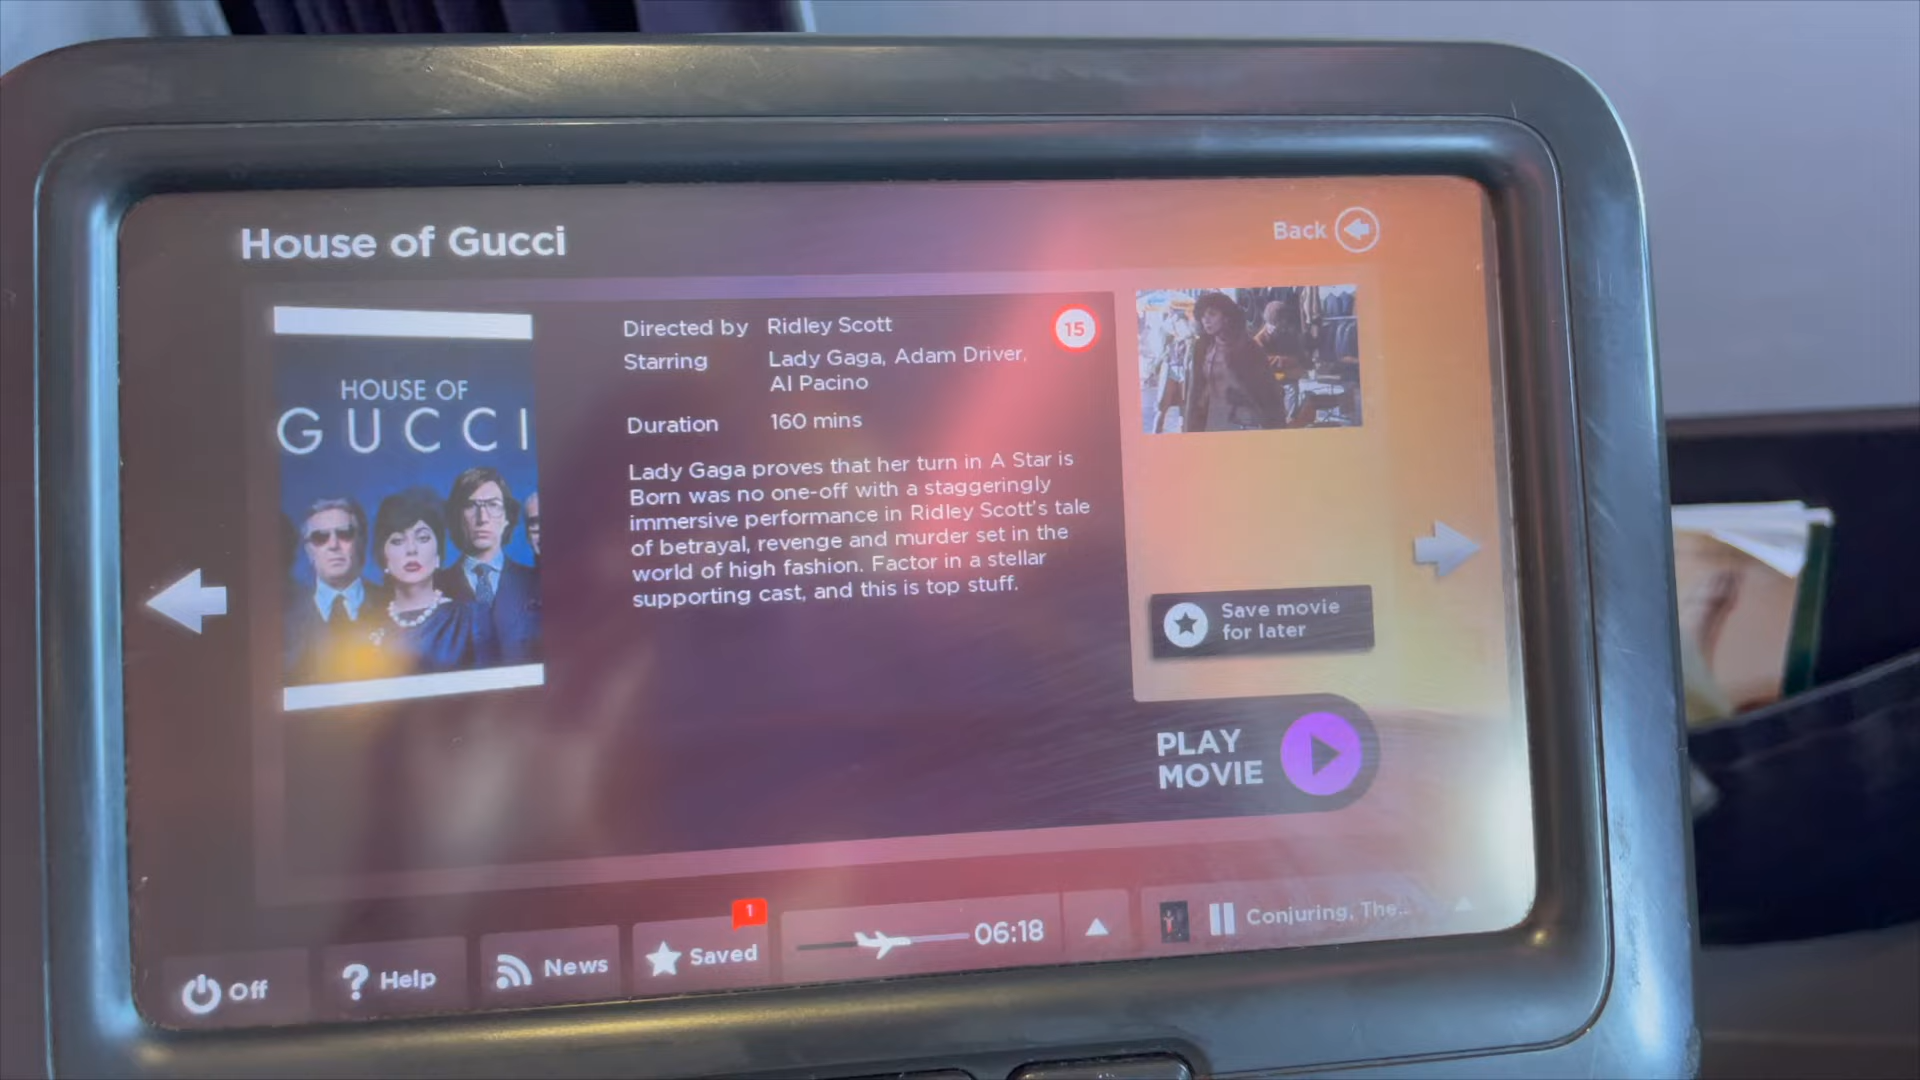 House of Gucci
Back
HOUSE OF
GUCCI
Directed by Ridley Scott
15
Starring Lady Gaga, Adam Driver,
Al Pacino
Duration 160 mins
Lady Gaga proves that her turn in A Star is
Born was no one-off with a staggeringly
immersive performance in Ridley Scott's tale
of betrayal, revenge and murder set in the
world of high fashion. Factor in a stellar
supporting cast, and this is top stuff.
Save movie
for later
PLAY
MOVIE
Off
? Help
News
Saved
1
06:18
Conjuring, The...